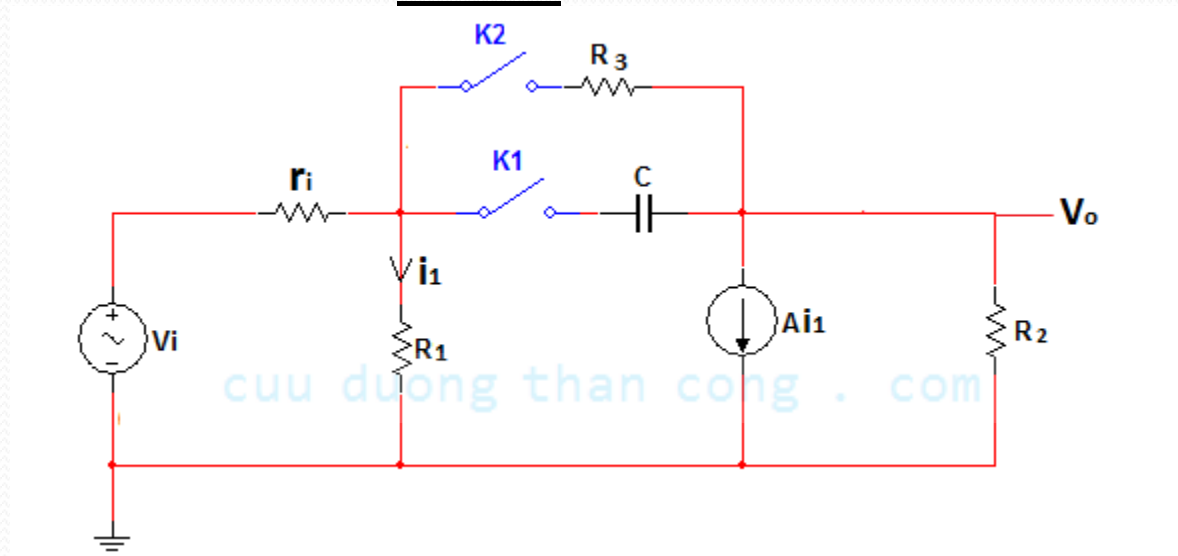 K2
R3
K1
C
ri
Vo
i1
+
Vi
−
R1
Ai1
R2
cuu duong than cong . com